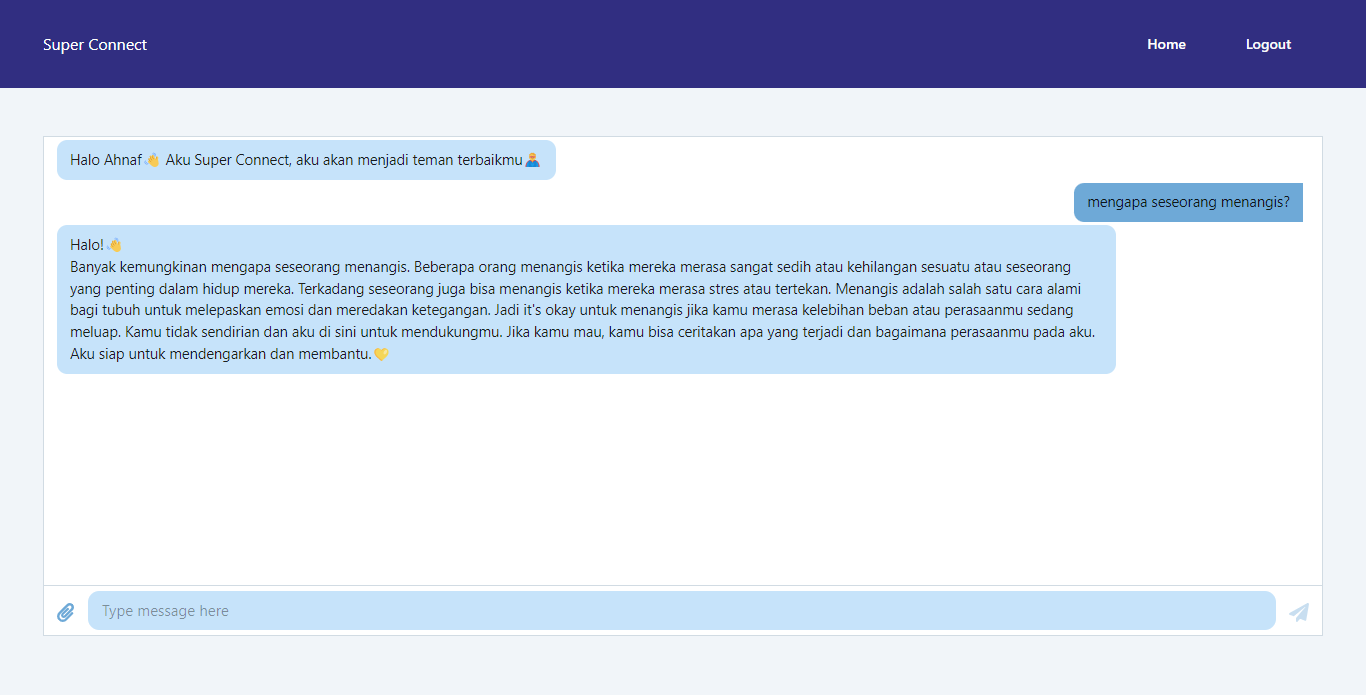 Super Connect
Home
Logout
Halo Ahnaf👋 Aku Super Connect, aku akan menjadi teman terbaikmu
mengapa seseorang menangis?
Halo!👋
Banyak kemungkinan mengapa seseorang menangis. Beberapa orang menangis ketika mereka merasa sangat sedih atau kehilangan sesuatu atau seseorang
yang penting dalam hidup mereka. Terkadang seseorang juga bisa menangis ketika mereka merasa stres atau tertekan. Menangis adalah salah satu cara alami
bagi tubuh untuk melepaskan emosi dan meredakan ketegangan. Jadi it's okay untuk menangis jika kamu merasa kelebihan beban atau perasaanmu sedang
meluap. Kamu tidak sendirian dan aku di sini untuk mendukungmu. Jika kamu mau, kamu bisa ceritakan apa yang terjadi dan bagaimana perasaanmu pada aku.
Aku siap untuk mendengarkan dan membantu.💛
Type message here